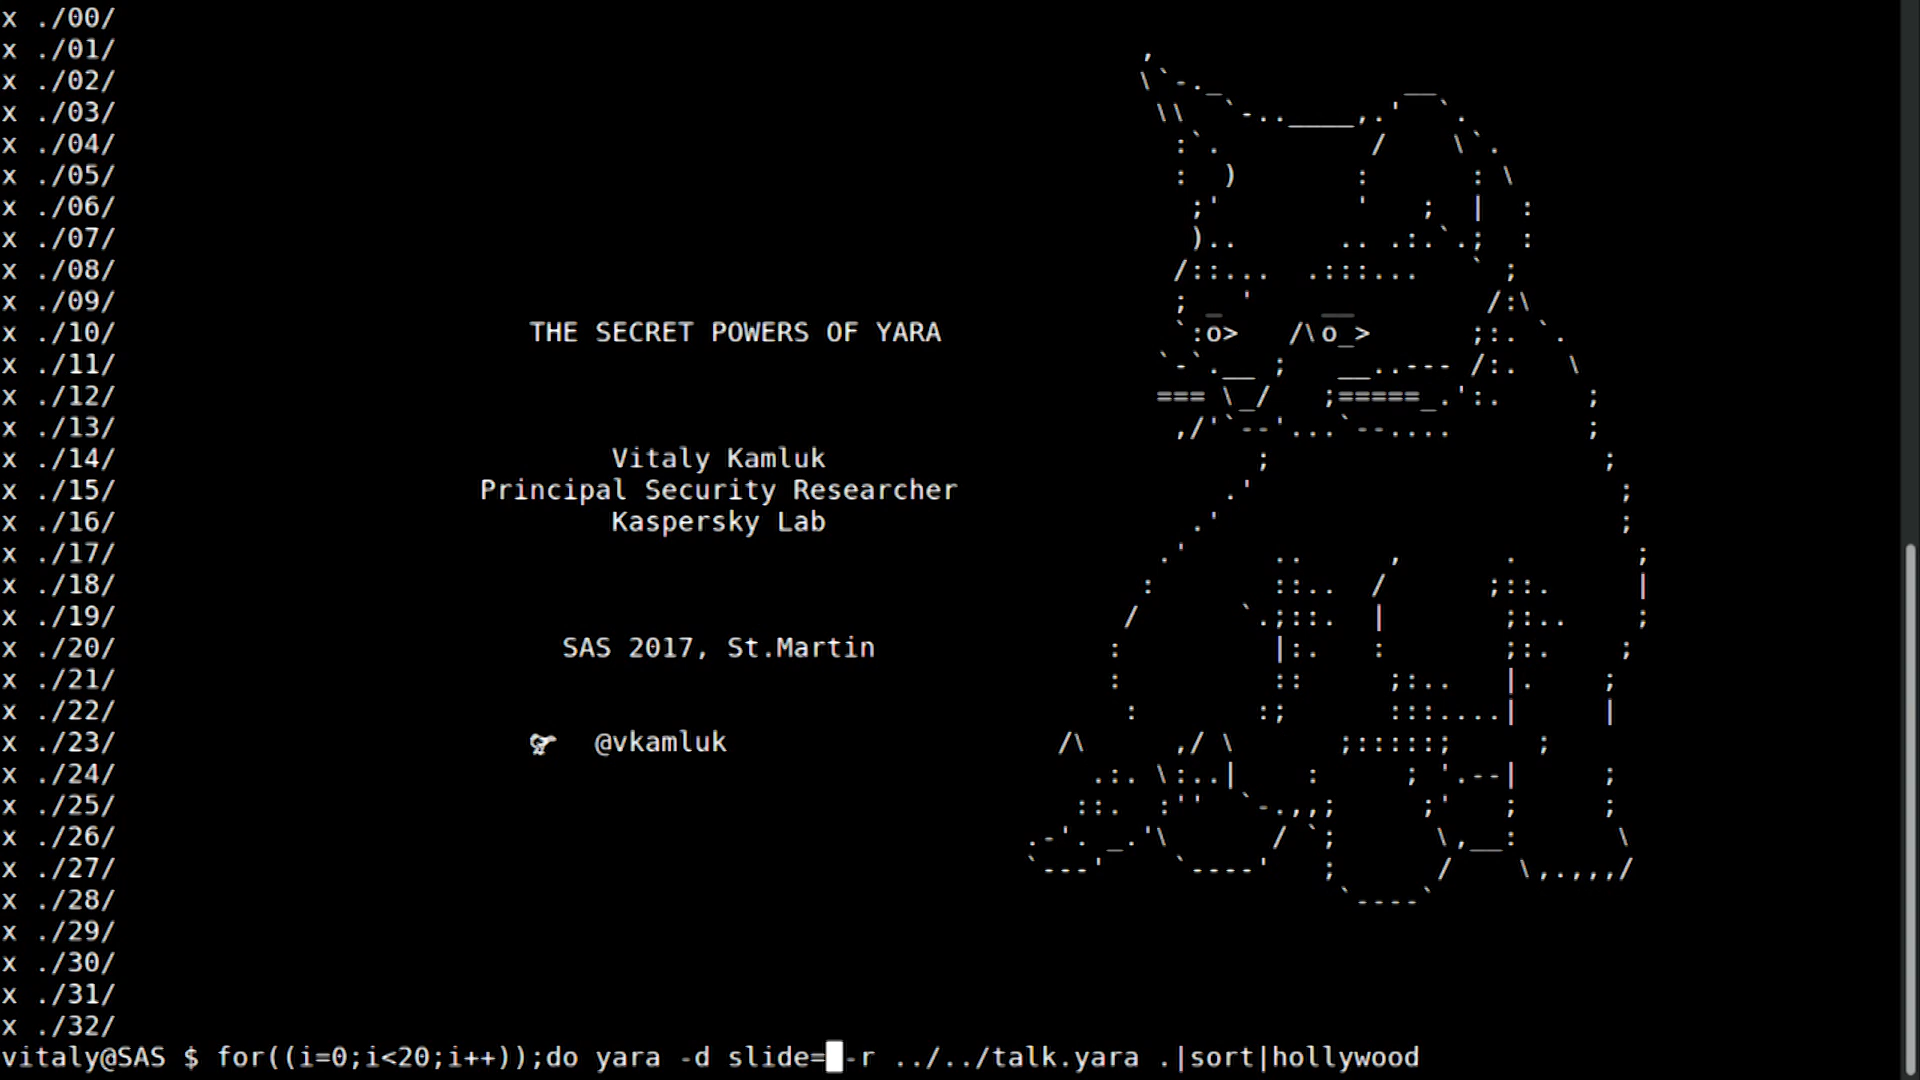 x ./00/
x ./01/
x ./02/
x ./03/
x ./04/
x ./05/
x ./06/
x ./07/
x ./08/
x ./09/
x ./10/
THE SECRET POWERS OF YARA
x ./11/
x ./12/
x ./13/
x ./14/
Vitaly Kamluk
x ./15/
Principal Security Researcher
x ./16/
Kaspersky Lab
x ./17/
x ./18/
x ./19/
x ./20/
SAS 2017, St.Martin
x ./21/
x ./22/
x ./23/
@vkamluk
x ./24/
x ./25/
x ./26/
x ./27/
x ./28/
x ./29/
x ./30/
x ./31/
x ./32/
vitaly@SAS $ for((i=0;i<20;i++));do yara -d slide= -r ../../talk.yara .|sort|hollywood